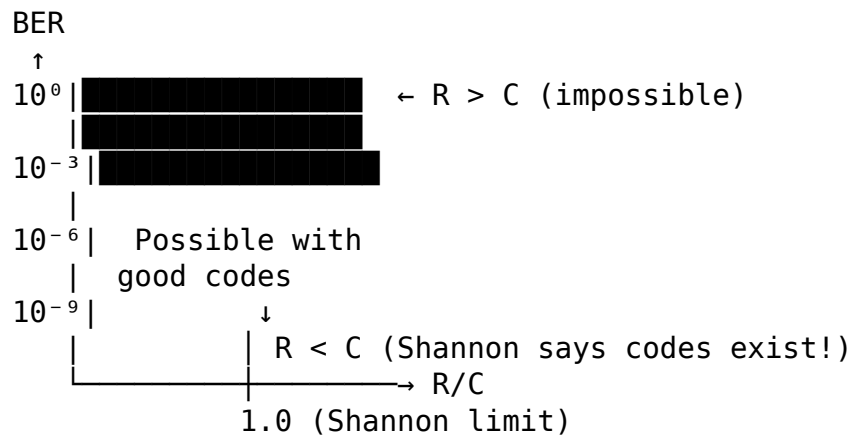 BER
↑
10⁰|████████████████ ← R > C (impossible)
|████████████████
10⁻³|████████████████
|
10⁻⁶| Possible with
| good codes
10⁻⁹| ↓
| │ R < C (Shannon says codes exist!)
└─────────┼────────→ R/C
1.0 (Shannon limit)